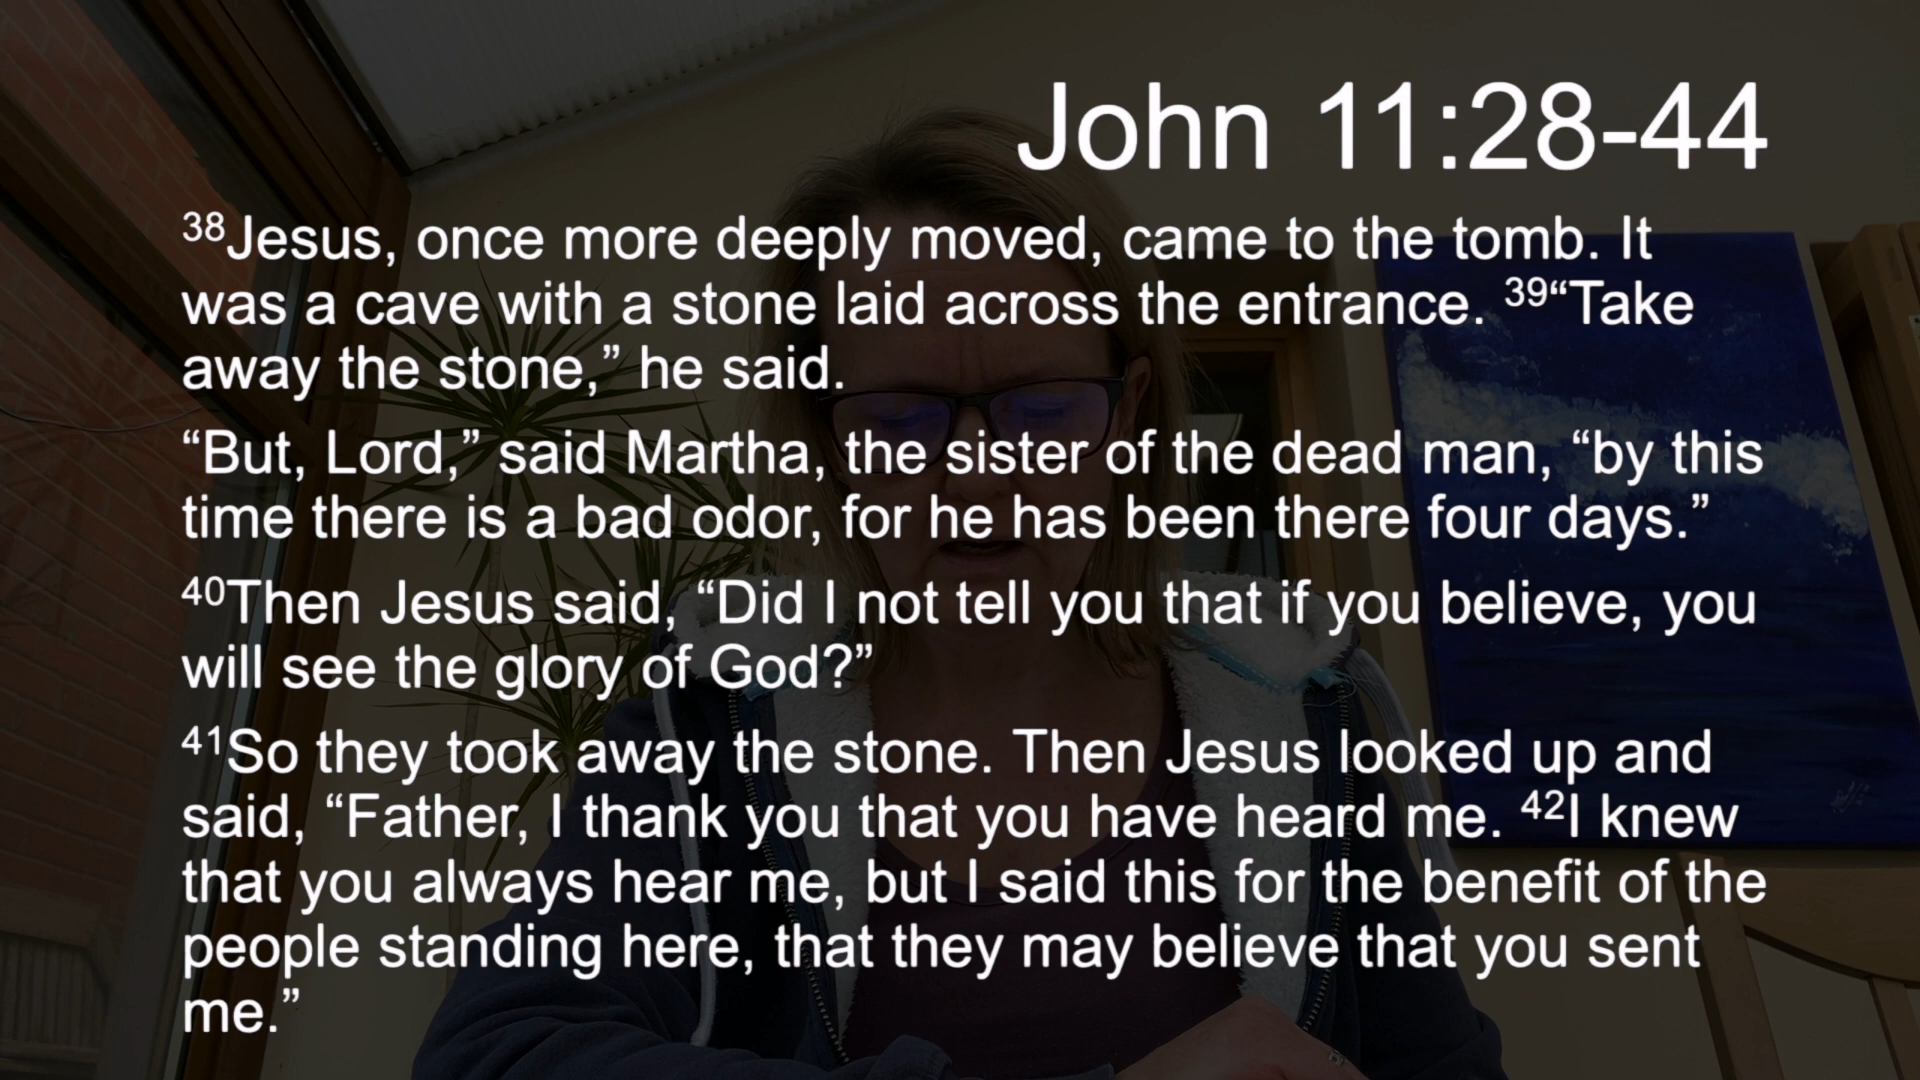 John 11:28-44
38Jesus, once more deeply moved, came to the tomb. It
was a cave with a stone laid across the entrance. 39“Take
away the stone,” he said.
“But, Lord,” said Martha, the sister of the dead man, “by this
time there is a bad odor, for he has been there four days.”
40Then Jesus said, “Did I not tell you that if you believe, you
will see the glory of God?”
41So they took away the stone. Then Jesus looked up and
said, “Father, I thank you that you have heard me. 42I knew
that you always hear me, but I said this for the benefit of the
people standing here, that they may believe that you sent
me.”